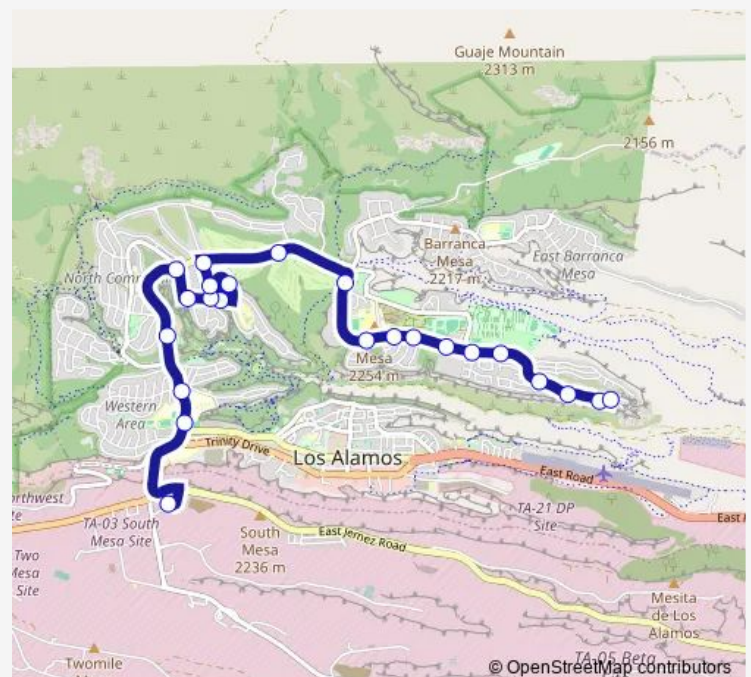 Guaje Mountain
2313 m
2156 m
Barranca
Mesa
2217 m
East Barranca
Mesa
North Com
Mesa
2254 m
Western
Area
Trinity Drive
Los Alamos
East Road
TA-21 DP
Site
East
orthwest
TA-03 South
Mesa Site
South
Mesa
2236 m
East Jemez Road
Two
Mesa
Site
Mesita
de Los
Alamos
Twomile
TA-05 Beta
© OpenStreetMap contributors